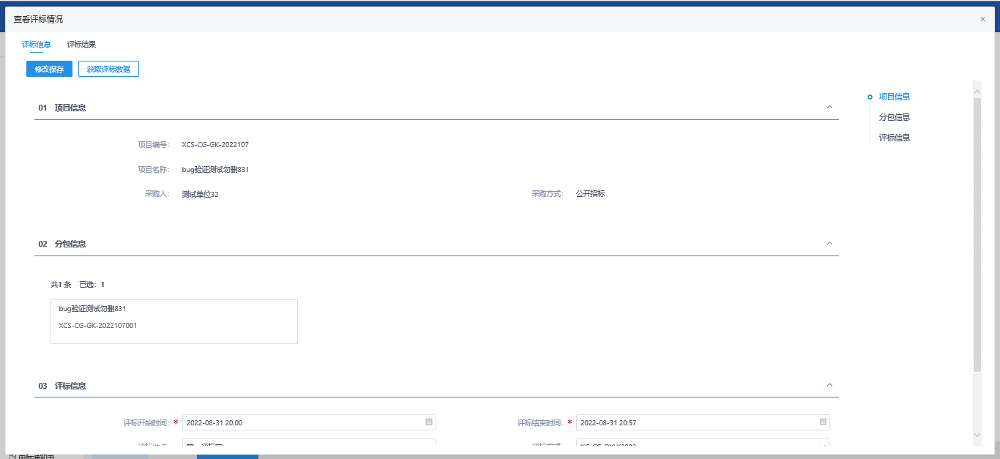 查看评标情况
×
评标信息 评标结果
修改保存 获取评标数据
01 项目信息
项目编号： XCS-CG-GK-2022107
项目名称： bug验证测试勿删831
采购人： 测试单位32 采购方式： 公开招标
02 分包信息
共1 条 已选：1
bug验证测试勿删831
XCS-CG-GK-2022107001
03 评标信息
评标开始时间：* 2022-08-31 20:00 评标结束时间：* 2022-08-31 20:57
项目信息
分包信息
评标信息